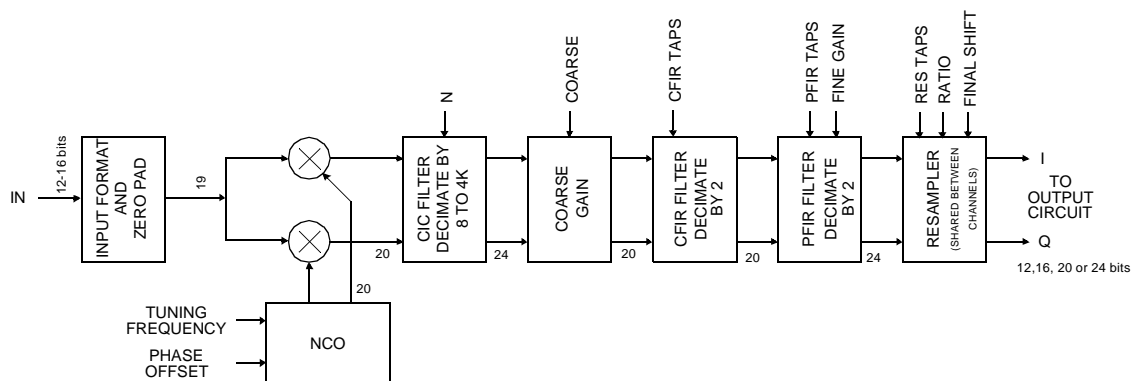 IN
12-16 bits
INPUT FORMAT
AND
ZERO PAD
19
TUNING
FREQUENCY
PHASE
OFFSET
NCO
20
20
N
CIC FILTER
DECIMATE BY
8 TO 4K
24
COARSE
COARSE
GAIN
20
CFIR TAPS
CFIR FILTER
DECIMATE
BY 2
20
PFIR TAPS
FINE GAIN
PFIR FILTER
DECIMATE
BY 2
24
RES TAPS
RATIO
FINAL SHIFT
RESAMPLER
(SHARED BETWEEN
CHANNELS)
I
TO
OUTPUT
CIRCUIT
Q
12,16, 20 or 24 bits